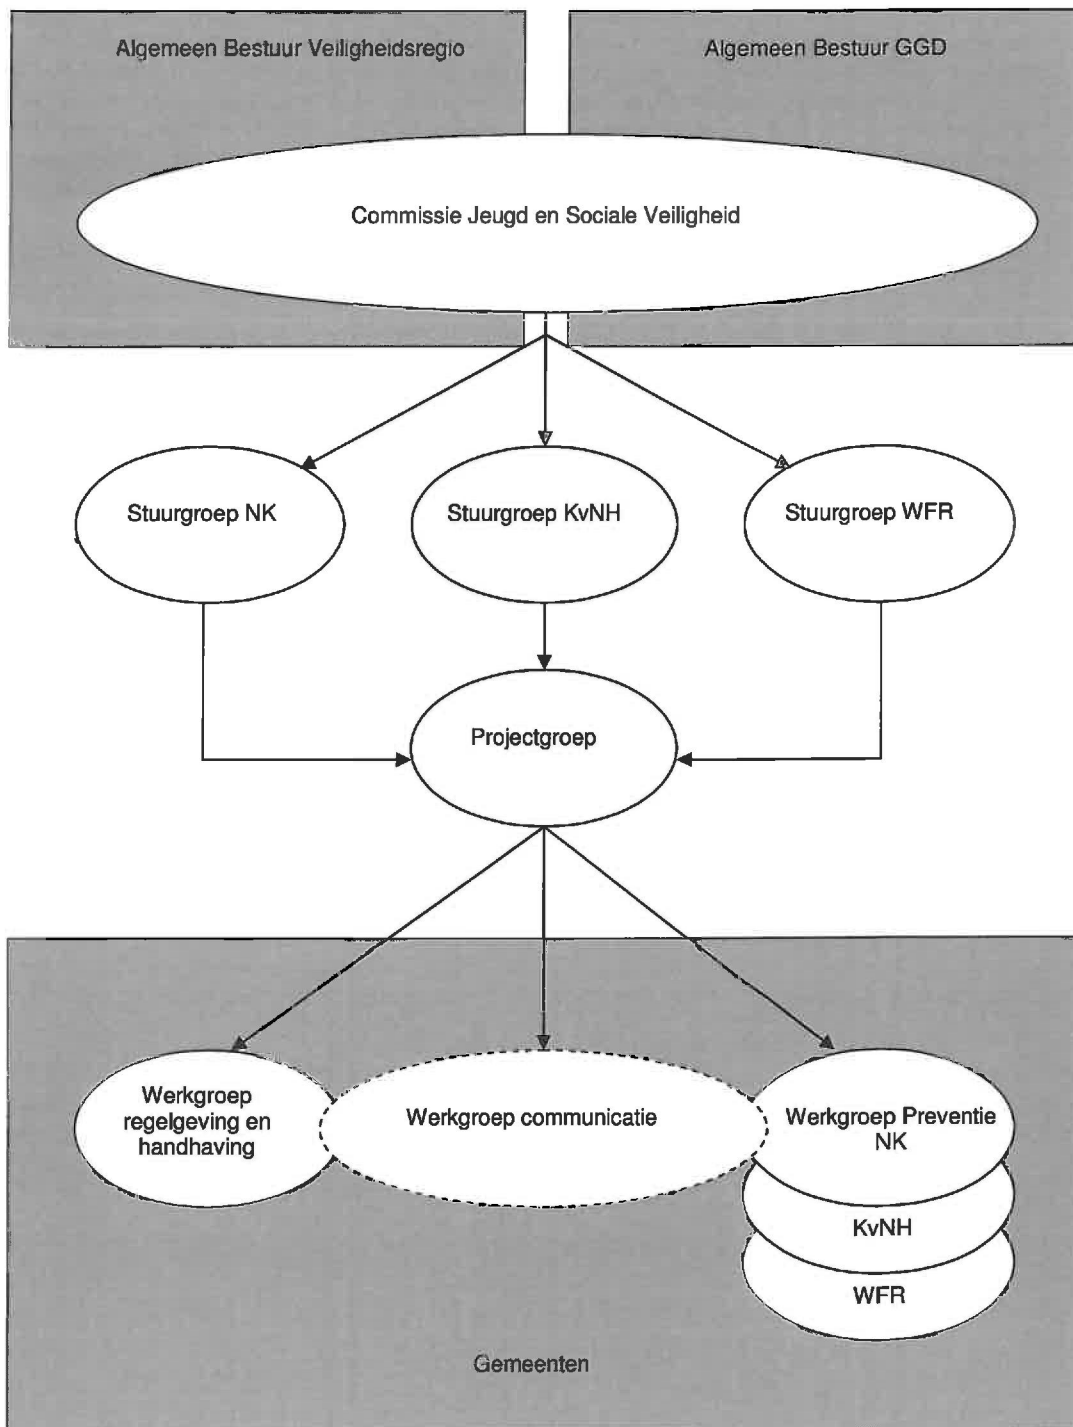 Algemeen Bestuur Veiligheidsregio
Algemeen Bestuur GGD
Commissie Jeugd en Sociale Veiligheid
Stuurgroep NK
Stuurgroep KvNH
Stuurgroep WFR
Projectgroep
Werkgroep
regelgeving en
handhaving
Werkgroep communicatie
Werkgroep Preventie
NK
KvNH
WFR
Gemeenten